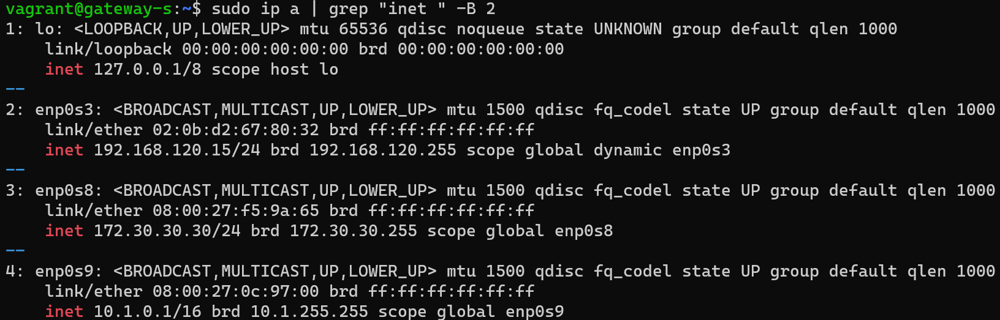 vagrant@gateway-s:~$ sudo ip a | grep "inet " -B 2
1: lo: <LOOPBACK,UP,LOWER_UP> mtu 65536 qdisc noqueue state UNKNOWN group default qlen 1000
    link/loopback 00:00:00:00:00:00 brd 00:00:00:00:00:00
    inet 127.0.0.1/8 scope host lo
--
2: enp0s3: <BROADCAST,MULTICAST,UP,LOWER_UP> mtu 1500 qdisc fq_codel state UP group default qlen 1000
    link/ether 02:0b:d2:67:80:32 brd ff:ff:ff:ff:ff:ff
    inet 192.168.120.15/24 brd 192.168.120.255 scope global dynamic enp0s3
--
3: enp0s8: <BROADCAST,MULTICAST,UP,LOWER_UP> mtu 1500 qdisc fq_codel state UP group default qlen 1000
    link/ether 08:00:27:f5:9a:65 brd ff:ff:ff:ff:ff:ff
    inet 172.30.30.30/24 brd 172.30.30.255 scope global enp0s8
--
4: enp0s9: <BROADCAST,MULTICAST,UP,LOWER_UP> mtu 1500 qdisc fq_codel state UP group default qlen 1000
    link/ether 08:00:27:0c:97:00 brd ff:ff:ff:ff:ff:ff
    inet 10.1.0.1/16 brd 10.1.255.255 scope global enp0s9